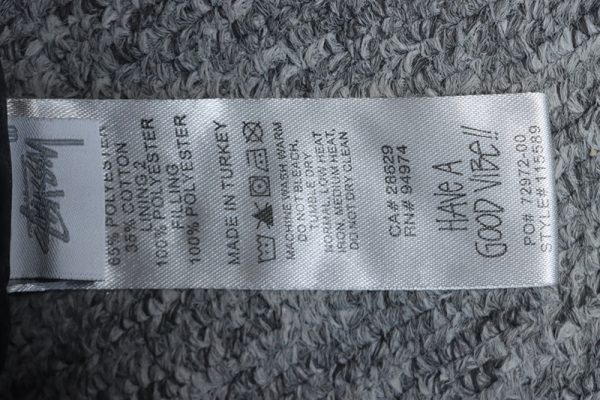 Stüssy
65% POLYESTER
35% COTTON
LINING 2
100% POLYESTER
FILLING
100% POLYESTER
MADE IN TURKEY
MACHINE WASH WARM
DO NOT BLEACH,
TUMBLE DRY
NORMAL, LOW HEAT
IRON, MEDIUM HEAT,
DO NOT DRY CLEAN
CA# 28629
RN# 94974
HAVE A
GOOD VIBE!!
PO# 72972-00
STYLE# 115589